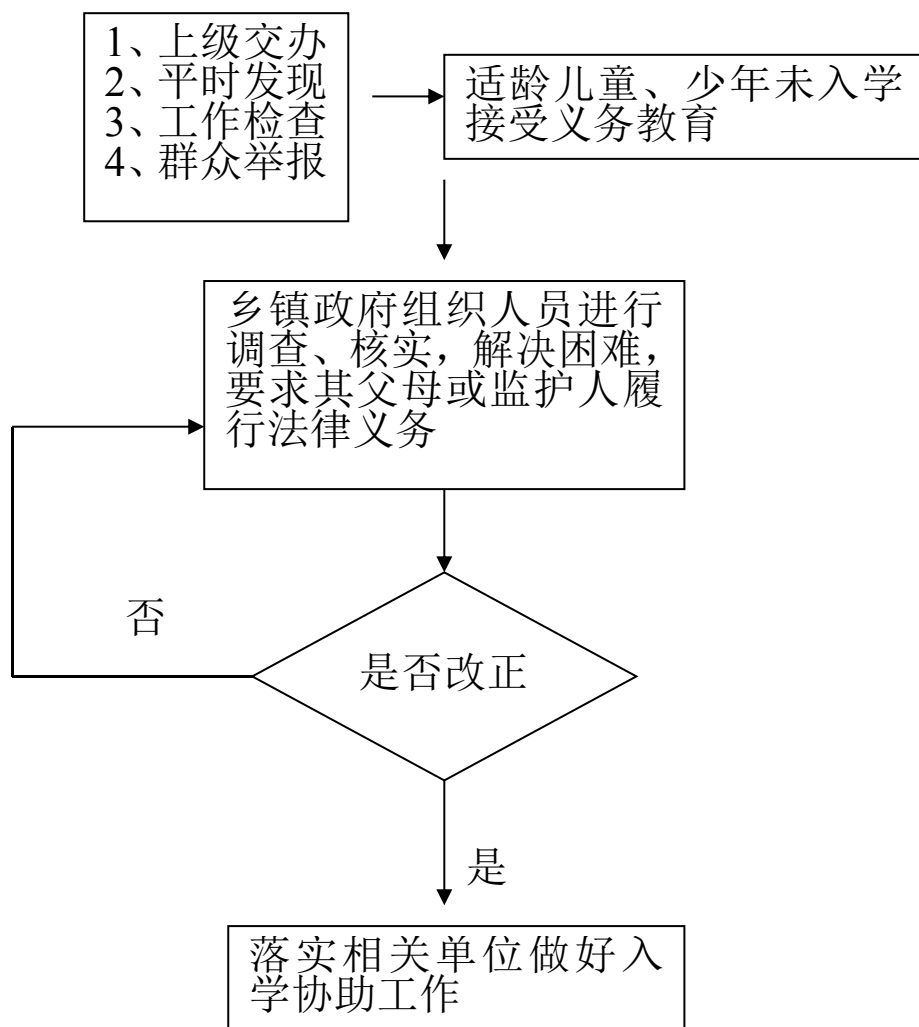 1、上级交办
2、平时发现
3、工作检查
4、群众举报
适龄儿童、少年未入学
接受义务教育
乡镇政府组织人员进行
调查、核实，解决困难，
要求其父母或监护人履
行法律义务
否
是否改正
是
落实相关单位做好入
学协助工作